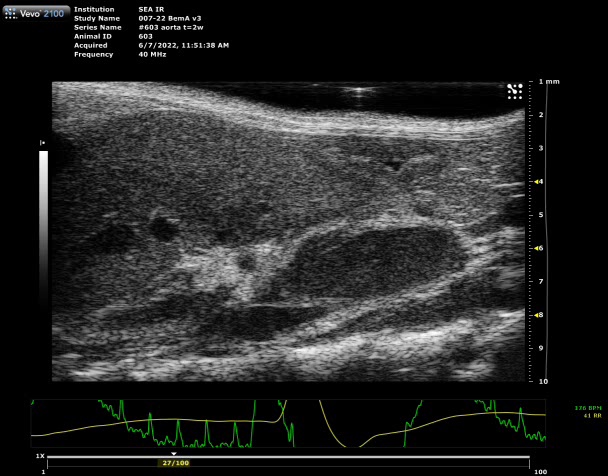 Vevo 2100
Institution SEA IR
Study Name 007-22 BemA v3
Series Name #603 aorta t=2w
Animal ID 603
Acquired 6/7/2022, 11:51:38 AM
Frequency 40 MHz
1 mm
2
3
4
5
6
7
8
9
10
376 BPM
41 RR
1X
27/100
1 100